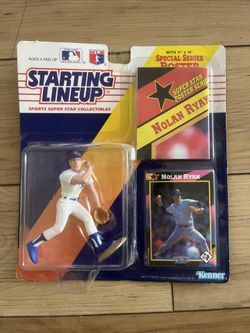 AGES 4 AND UP
STARTING
LINEUP
SPORTS SUPER STAR COLLECTIBLES
WITH 11" x 14"
SPECIAL SERIES
POSTER
SUPER STAR
POSTER SERIES
NOLAN RYAN
NOLAN RYAN
Kenner